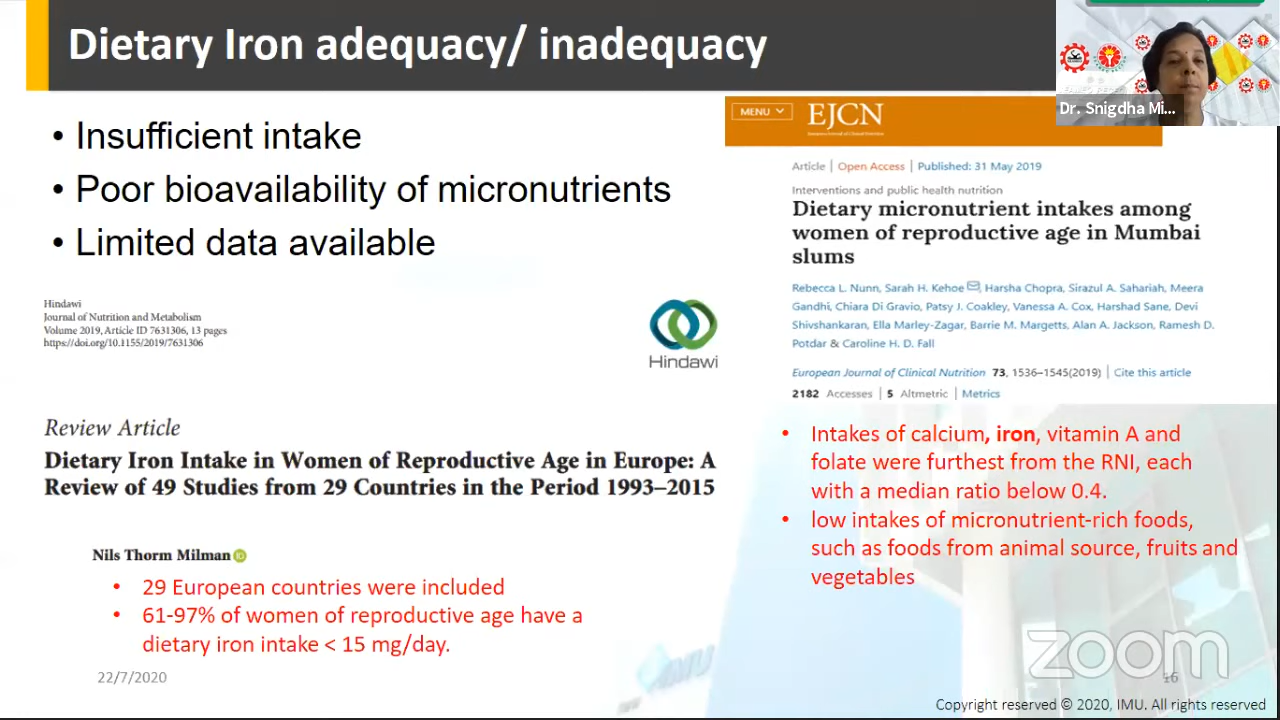 Dietary Iron adequacy/ inadequacy
Dr. Snigdha Mi...
• Insufficient intake
• Poor bioavailability of micronutrients
• Limited data available
MENU
EJCN
Article | Open Access | Published: 31 May 2019
Interventions and public health nutrition
Dietary micronutrient intakes among
women of reproductive age in Mumbai
slums
Rebecca L. Nunn, Sarah H. Kehoe, Harsha Chopra, Sirazul A. Sahariah, Meera
Gandhi, Chiara Di Gravio, Patsy J. Coakley, Vanessa A. Cox, Harshad Sane, Devi
Shivshankaran, Ella Marley-Zagar, Barrie M. Margetts, Alan A. Jackson, Ramesh D.
Potdar & Caroline H. D. Fall
European Journal of Clinical Nutrition 73, 1536–1545(2019) | Cite this article
2182 Accesses | 5 Altmetric | Metrics
Hindawi
Journal of Nutrition and Metabolism
Volume 2019, Article ID 7631306, 13 pages
https://doi.org/10.1155/2019/7631306
Hindawi
Review Article
Dietary Iron Intake in Women of Reproductive Age in Europe: A
Review of 49 Studies from 29 Countries in the Period 1993–2015
Nils Thorm Milman
• 29 European countries were included
• 61-97% of women of reproductive age have a
dietary iron intake < 15 mg/day.
• Intakes of calcium, iron, vitamin A and
folate were furthest from the RNI, each
with a median ratio below 0.4.
• low intakes of micronutrient-rich foods,
such as foods from animal source, fruits and
vegetables
22/7/2020
zoom
16
Copyright reserved © 2020, IMU. All rights reserved